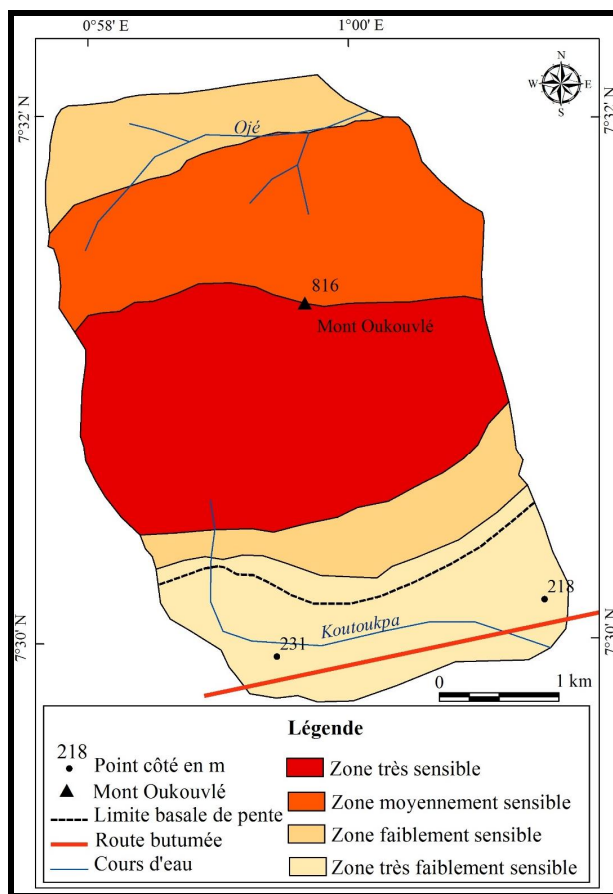 0°58' E
1°00' E
N
W
E
S
7°32' N
7°32' N
Ojé
816
Mont Oukouvlé
218
Koutoukpa
231
7°30' N
7°30' N
0
1 km
Légende
218
Point côté en m
Mont Oukouvlé
Limite basale de pente
Route butumée
Cours d'eau
Zone très sensible
Zone moyennement sensible
Zone faiblement sensible
Zone très faiblement sensible